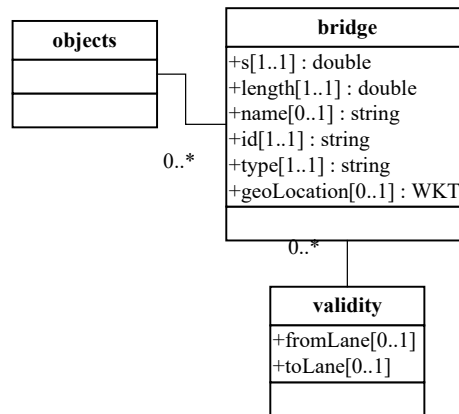 objects
bridge
+s[1..1] : double
+length[1..1] : double
+name[0..1] : string
+id[1..1] : string
+type[1..1] : string
+geoLocation[0..1] : WKT
0..*
0..*
validity
+fromLane[0..1]
+toLane[0..1]